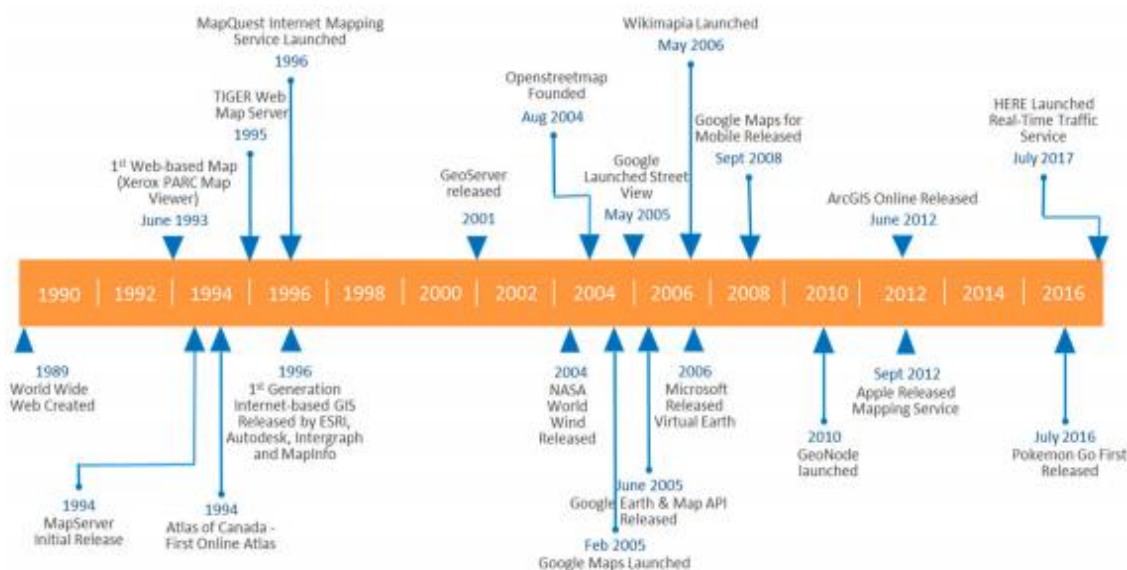 MapQuest Internet Mapping
Service Launched
1996
TIGER Web
Map Server
1995
1st Web-based Map
(Xerox PARC Map
Viewer)
June 1993
GeoServer
released
2001
Openstreetmap
Founded
Aug 2004
Google
Launched Street
View
May 2005
Wikimapia Launched
May 2006
Google Maps for
Mobile Released
Sept 2008
ArcGIS Online Released
June 2012
HERE Launched
Real-Time Traffic
Service
July 2017
1990 | 1992 | 1994 | 1996 | 1998 | 2000 | 2002 | 2004 | 2006 | 2008 | 2010 | 2012 | 2014 | 2016
1989
World Wide
Web Created
1994
MapServer
Initial Release
1994
Atlas of Canada -
First Online Atlas
1996
1st Generation
Internet-based GIS
Released by ESRI,
Autodesk, Intergraph
and MapInfo
2004
NASA
World
Wind
Released
Feb 2005
Google Maps Launched
June 2005
Google Earth & Map API
Released
2006
Microsoft
Released
Virtual Earth
2010
GeoNode
launched
Sept 2012
Apple Released
Mapping Service
July 2016
Pokemon Go First
Released